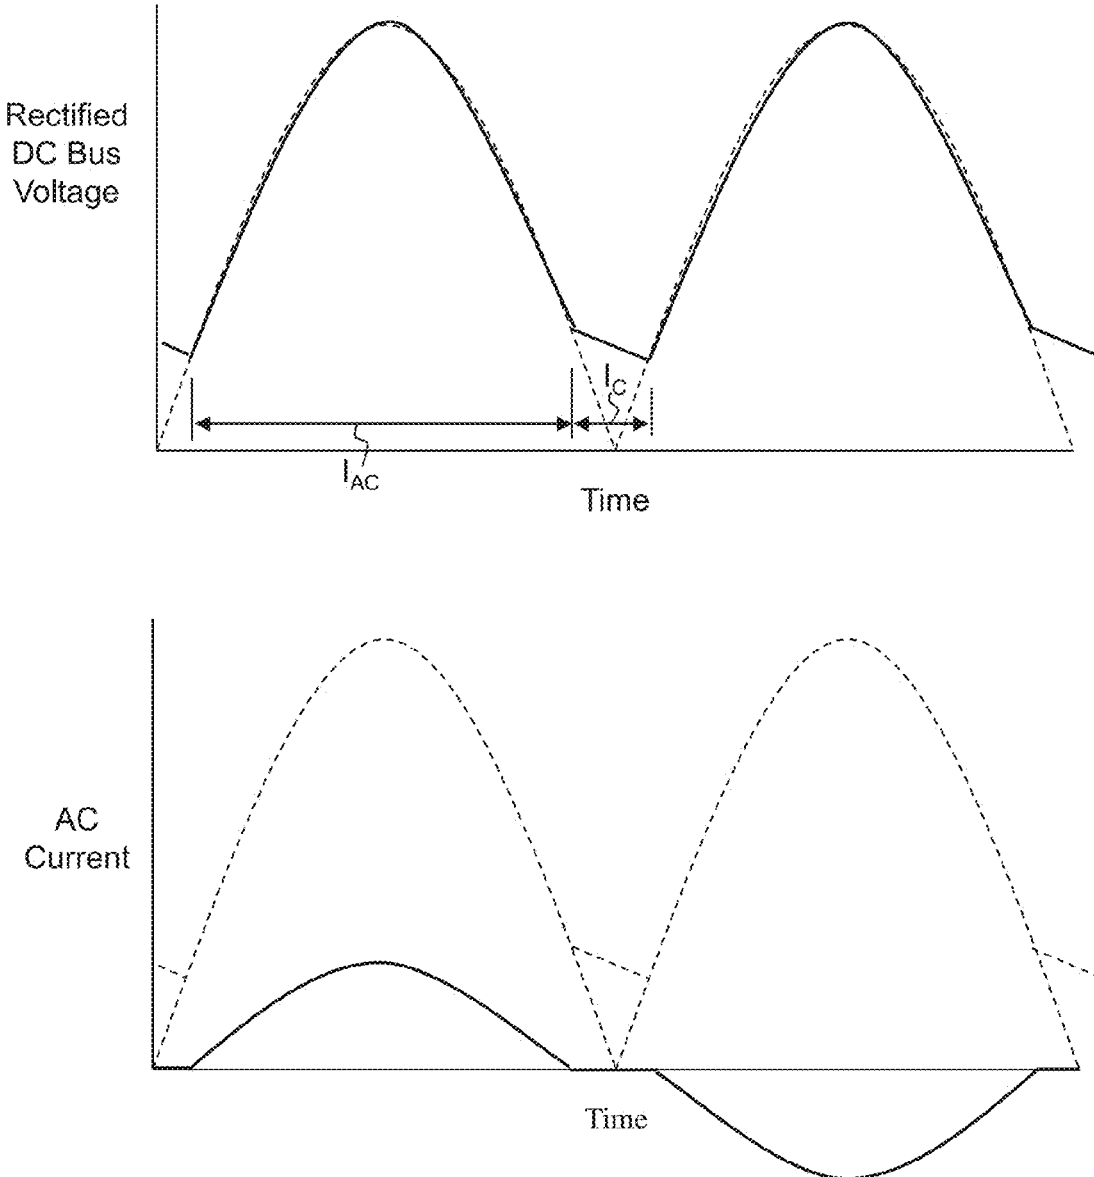 Rectified
DC Bus
Voltage
I_C
I_AC
Time
AC
Current
Time